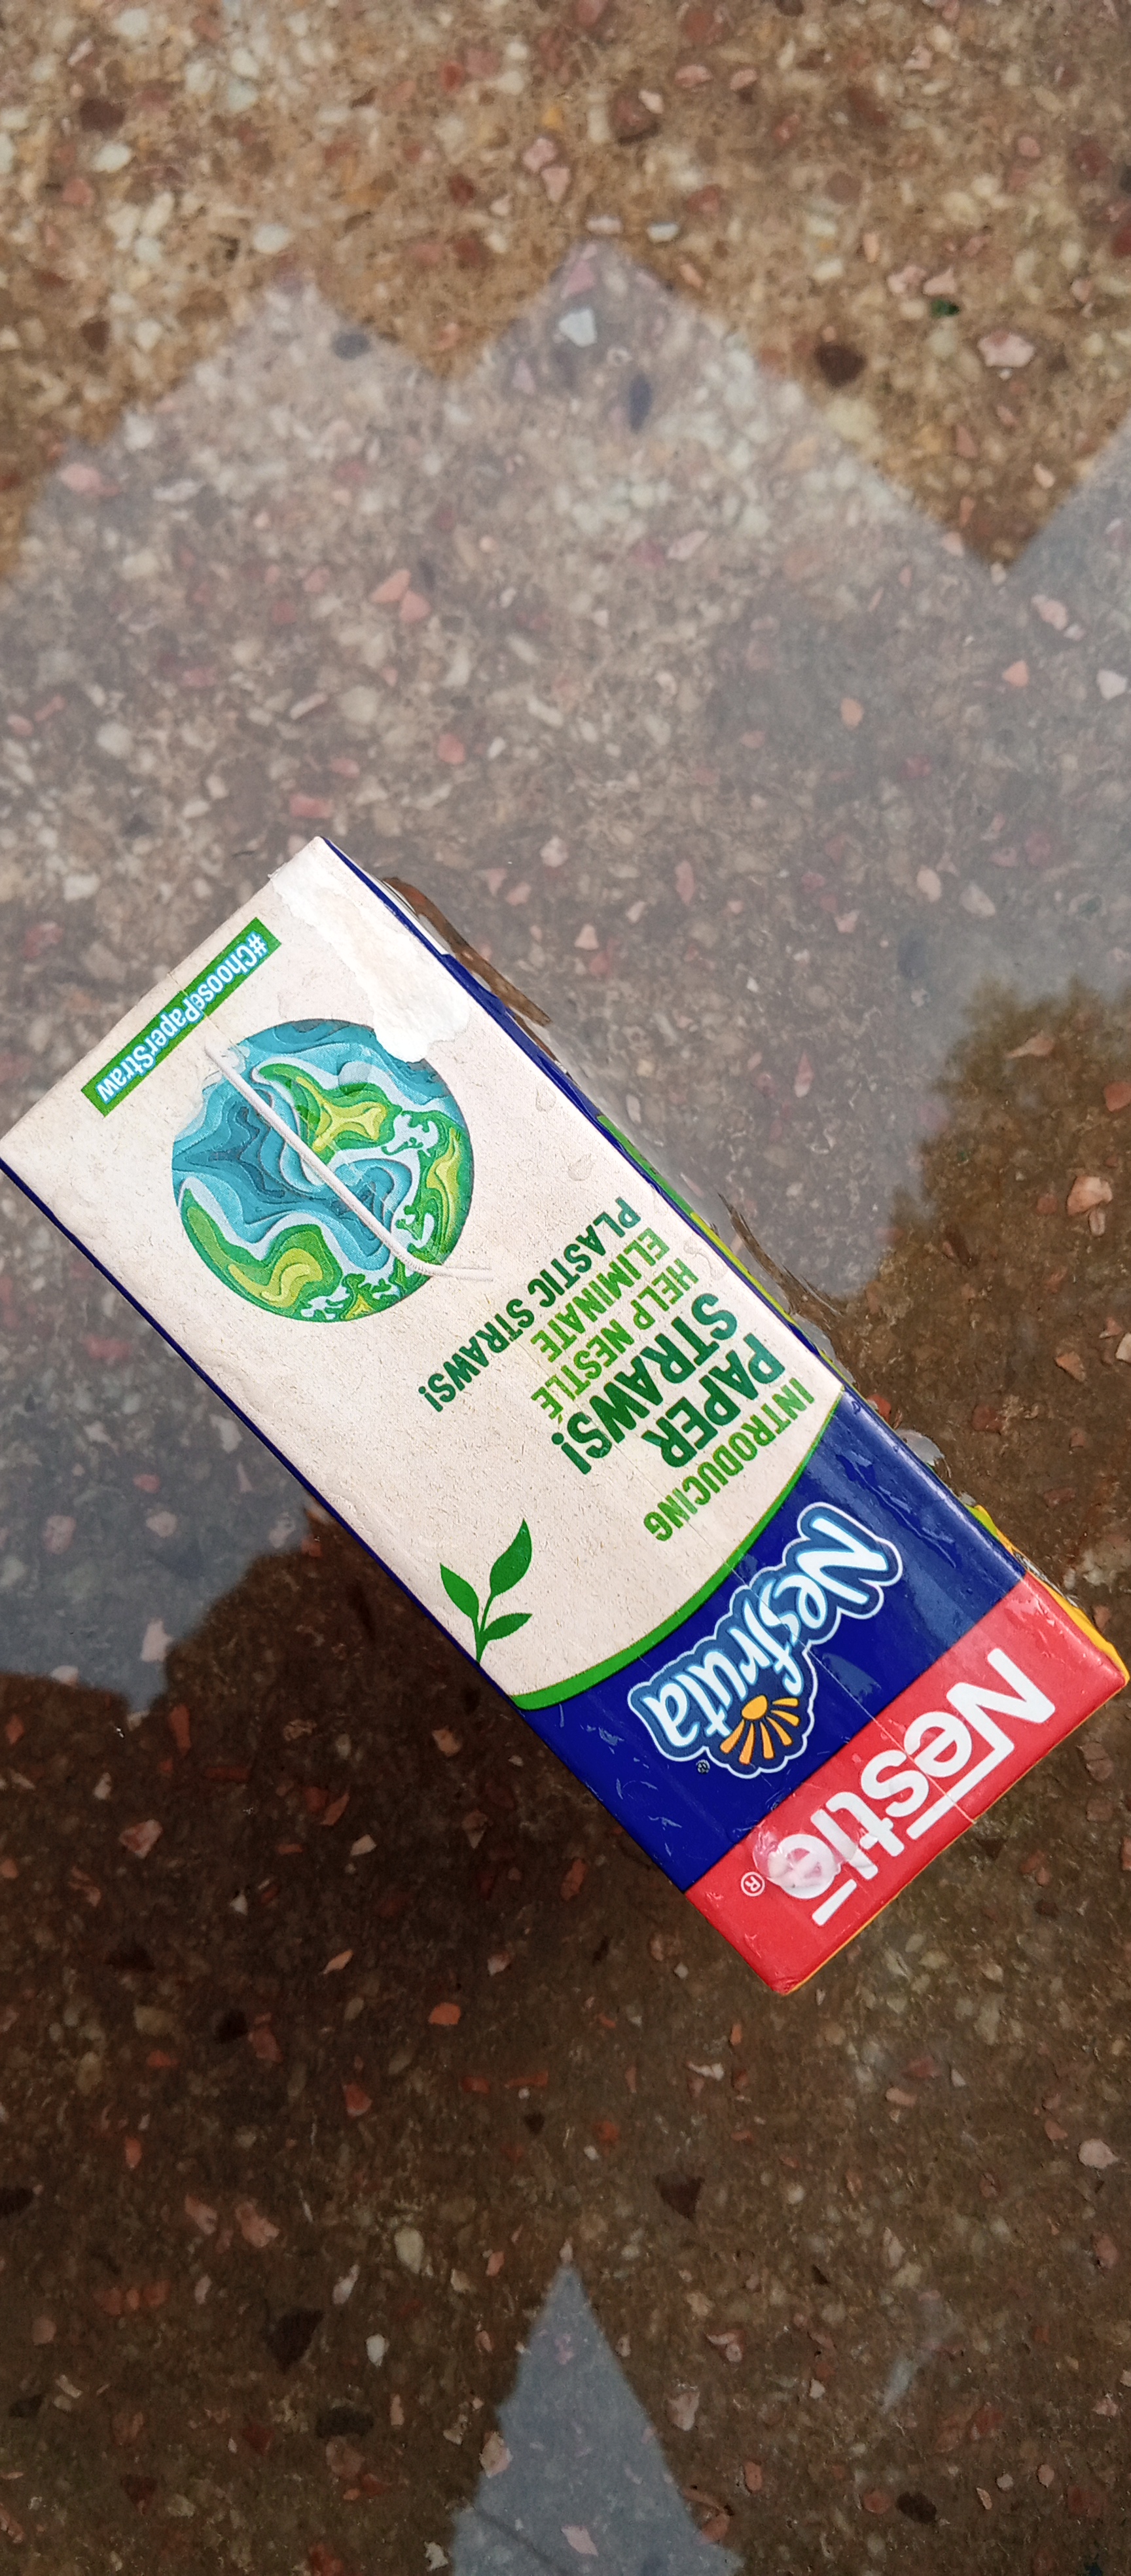 Nestlé®
Nesfruta®
INTRODUCING
PAPER
STRAWS!
HELP NESTLÉ
ELIMINATE
PLASTIC STRAWS!
#ChoosePaperStraw